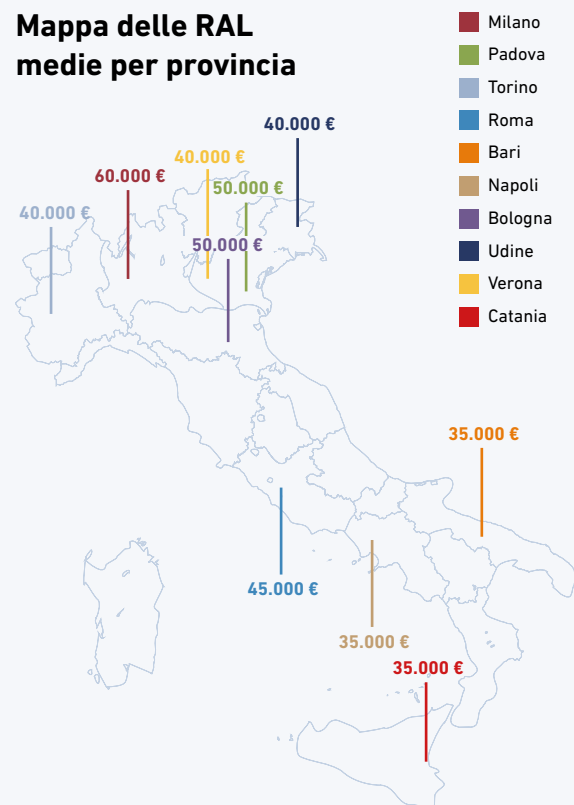 Mappa delle RAL
medie per provincia
Milano
Padova
Torino
Roma
Bari
Napoli
Bologna
Udine
Verona
Catania
40.000 €
40.000 €
60.000 €
50.000 €
40.000 €
50.000 €
35.000 €
45.000 €
35.000 €
35.000 €